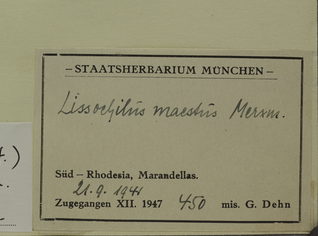 – STAATSHERBARIUM MÜNCHEN –
Lissochilus maestus Merxm.
Süd – Rhodesia, Marandellas.
21.9.1941
Zugegangen XII. 1947 450 mis. G. Dehn